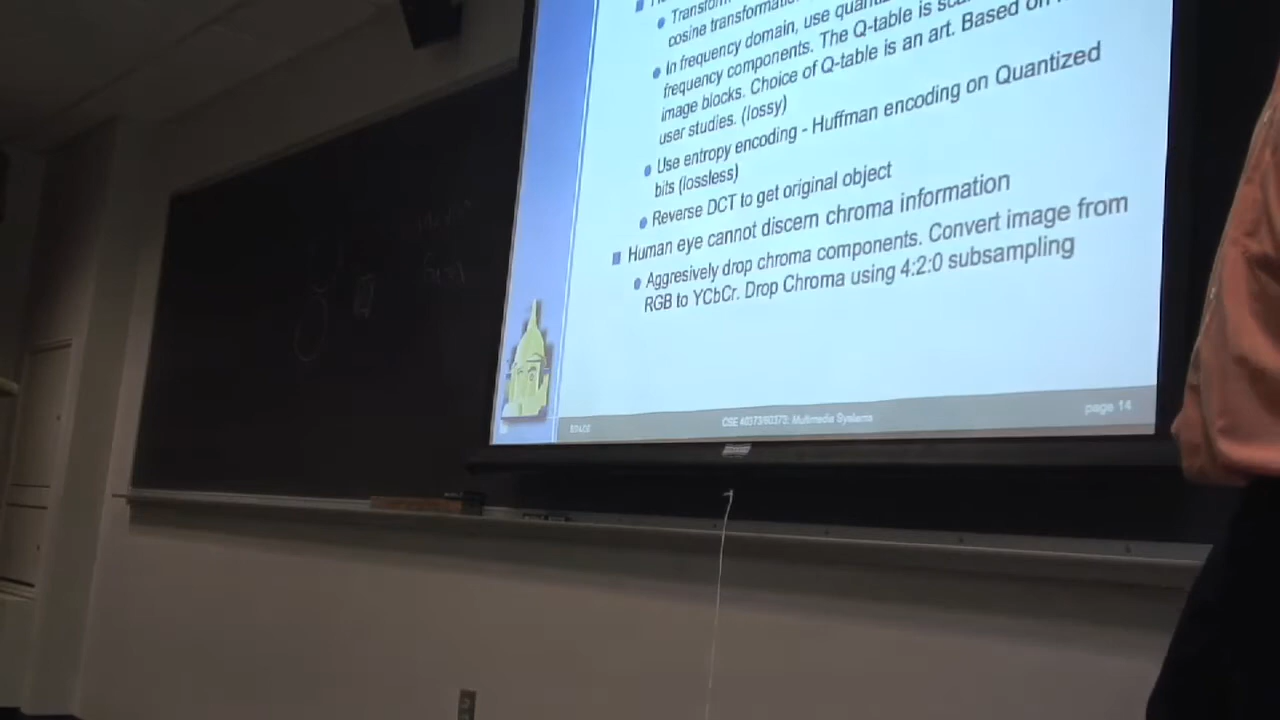 Transform
cosine transformation
In frequency domain, use
frequency components. The Q-table is
image blocks. Choice of Q-table is an art. Based on
user studies. (lossy)
Use entropy encoding - Huffman encoding on Quantized
bits (lossless)
Reverse DCT to get original object
Human eye cannot discern chroma information
Aggresively drop chroma components. Convert image from
RGB to YCbCr. Drop Chroma using 4:2:0 subsampling
CSE 40373/60373: Multimedia Systems
page 14